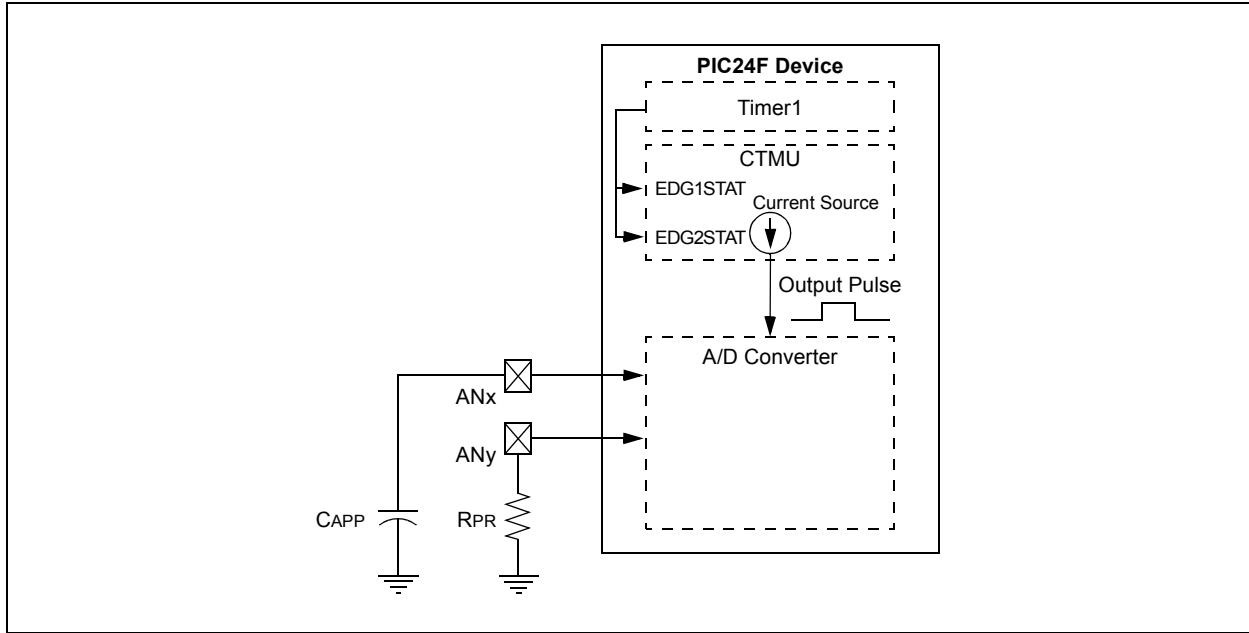 PIC24F Device
Timer1
CTMU
EDG1STAT
Current Source
EDG2STAT
Output Pulse
A/D Converter
ANx
ANy
CAPP
RPR